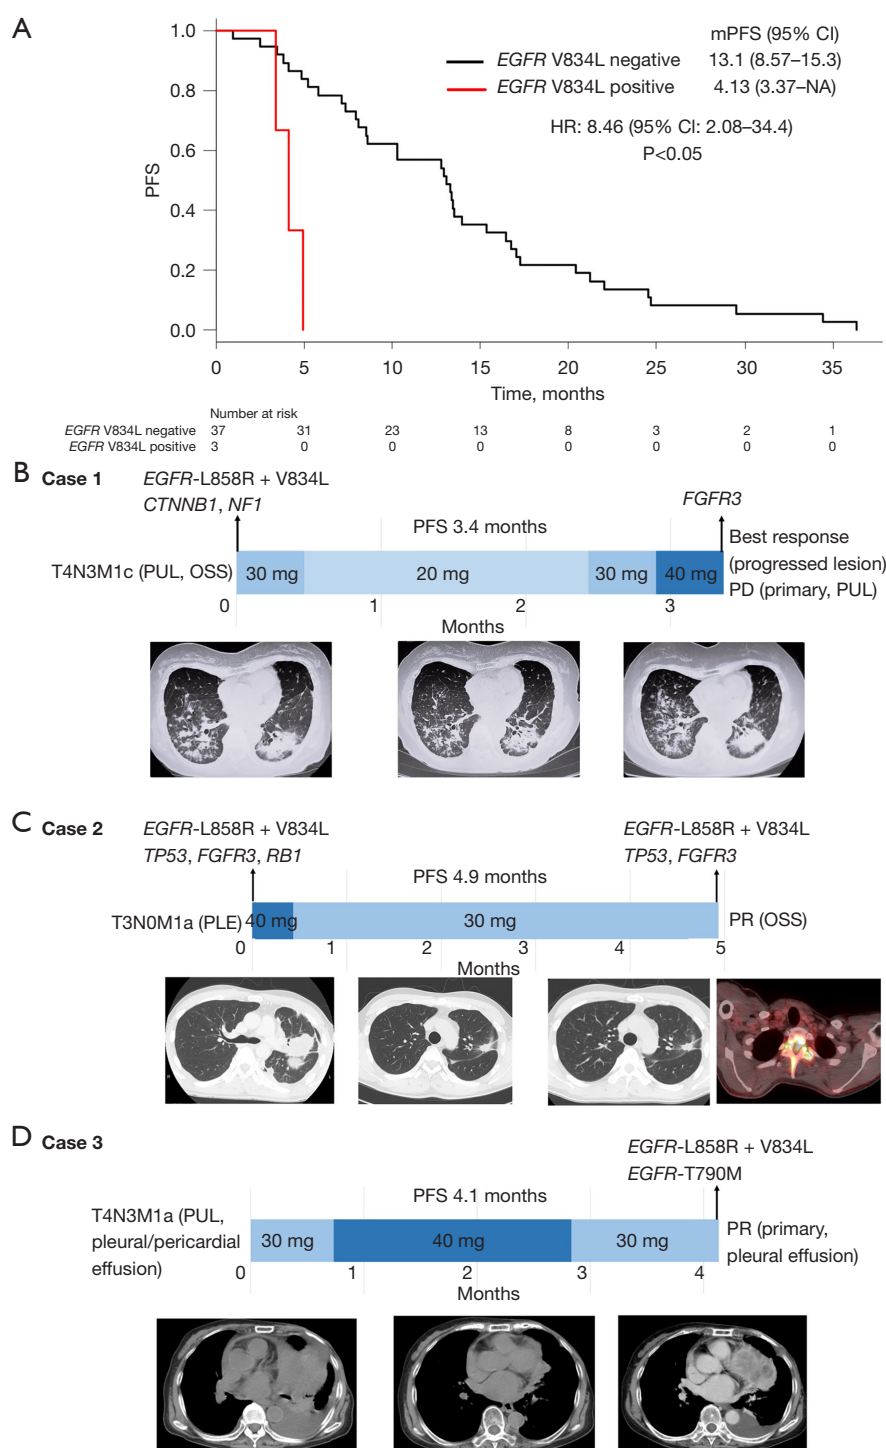 A
mPFS (95% CI)
EGFR V834L negative 13.1 (8.57–15.3)
EGFR V834L positive 4.13 (3.37–NA)
HR: 8.46 (95% CI: 2.08–34.4)
P<0.05
PFS
1.0
0.8
0.6
0.4
0.2
0.0
0 5 10 15 20 25 30 35
Time, months
Number at risk
EGFR V834L negative 37 31 23 13 8 3 2 1
EGFR V834L positive 3 0 0 0 0 0 0 0
B Case 1
EGFR-L858R + V834L
CTNNB1, NF1
FGFR3
PFS 3.4 months
T4N3M1c (PUL, OSS)
30 mg 20 mg 30 mg 40 mg
Best response
(progressed lesion)
PD (primary, PUL)
0 1 2 3
Months
C Case 2
EGFR-L858R + V834L
TP53, FGFR3, RB1
EGFR-L858R + V834L
TP53, FGFR3
PFS 4.9 months
T3N0M1a (PLE)
40 mg 30 mg
PR (OSS)
0 1 2 3 4 5
Months
D Case 3
EGFR-L858R + V834L
EGFR-T790M
PFS 4.1 months
T4N3M1a (PUL,
pleural/pericardial
effusion)
30 mg 40 mg 30 mg
PR (primary,
pleural effusion)
0 1 2 3 4
Months